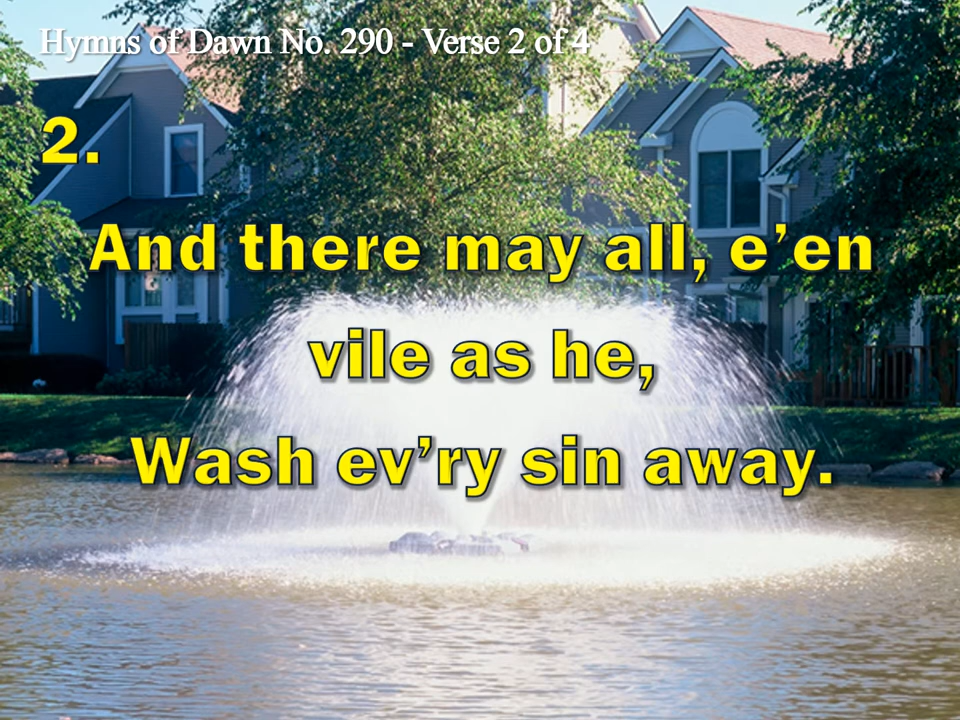 Hymns of Dawn No. 290 - Verse 2 of 4
2.
And there may all, e’en
vile as he,
Wash ev’ry sin away.